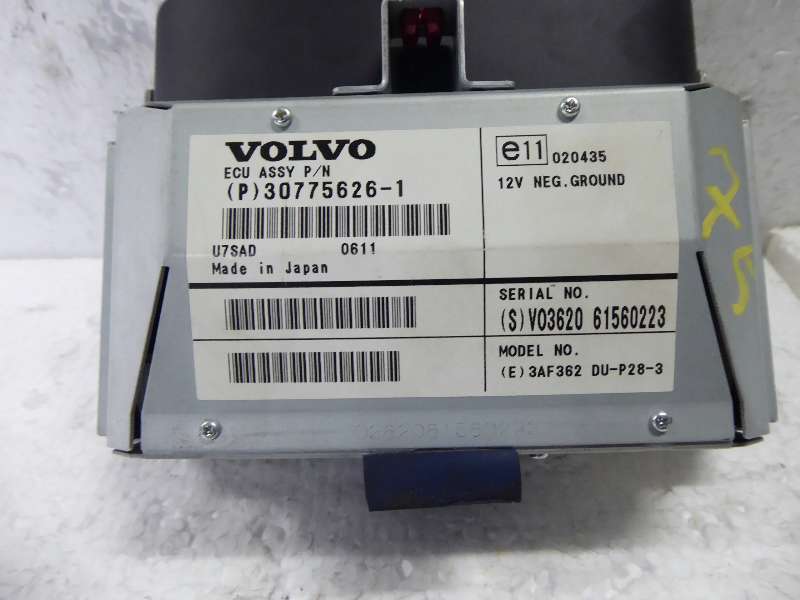 VOLVO
ECU ASSY P/N
(P)30775626-1
U7SAD 0611
Made in Japan
e11 020435
12V NEG.GROUND
SERIAL NO.
(S)V03620 61560223
MODEL NO.
(E)3AF362 DU-P28-3